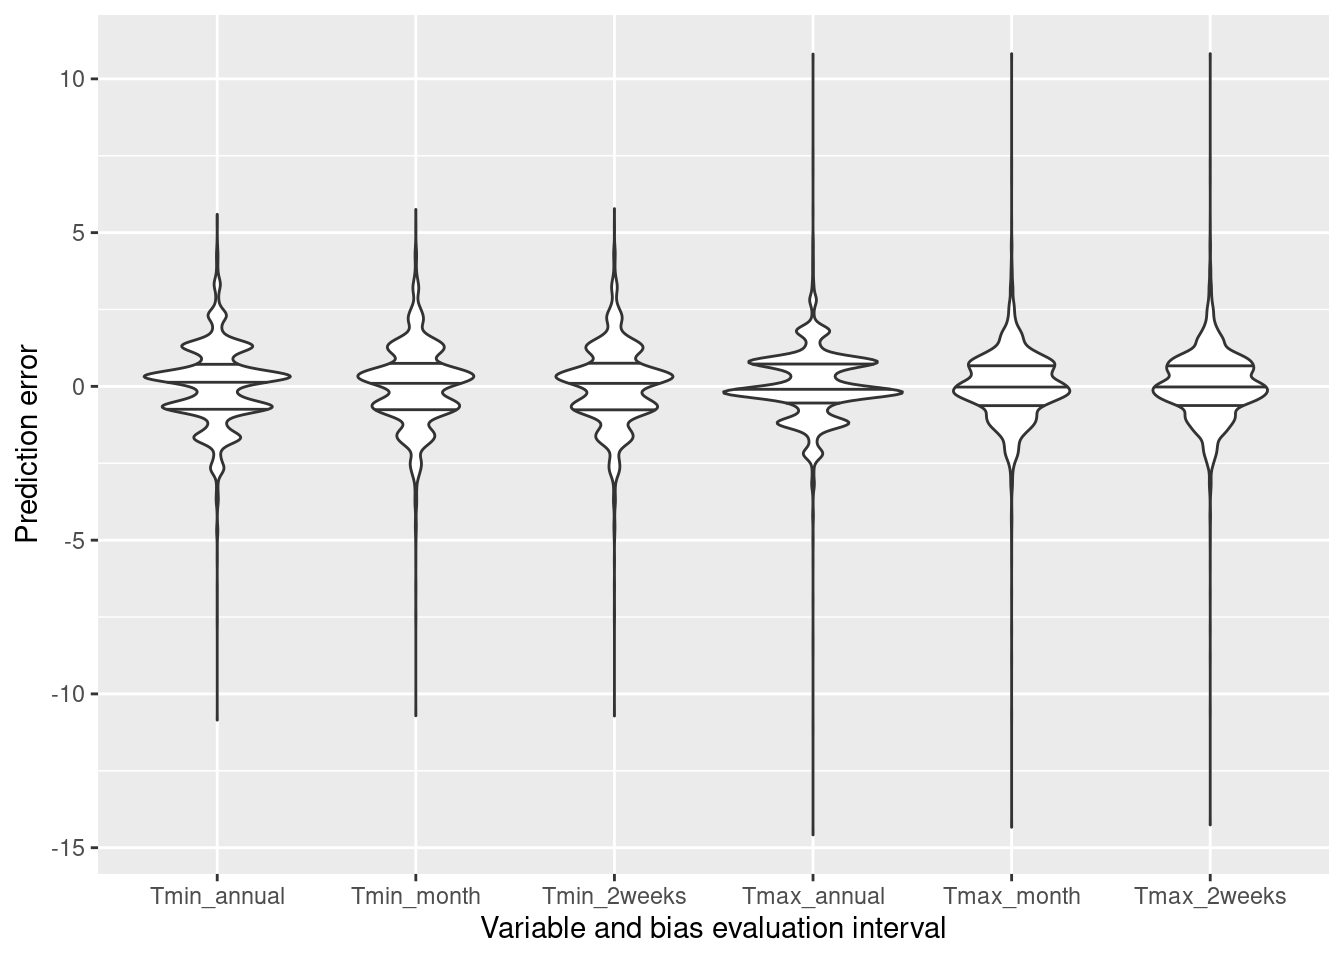 Prediction error
10
5
0
-5
-10
-15
Tmin_annual Tmin_month Tmin_2weeks Tmax_annual Tmax_month Tmax_2weeks
Variable and bias evaluation interval